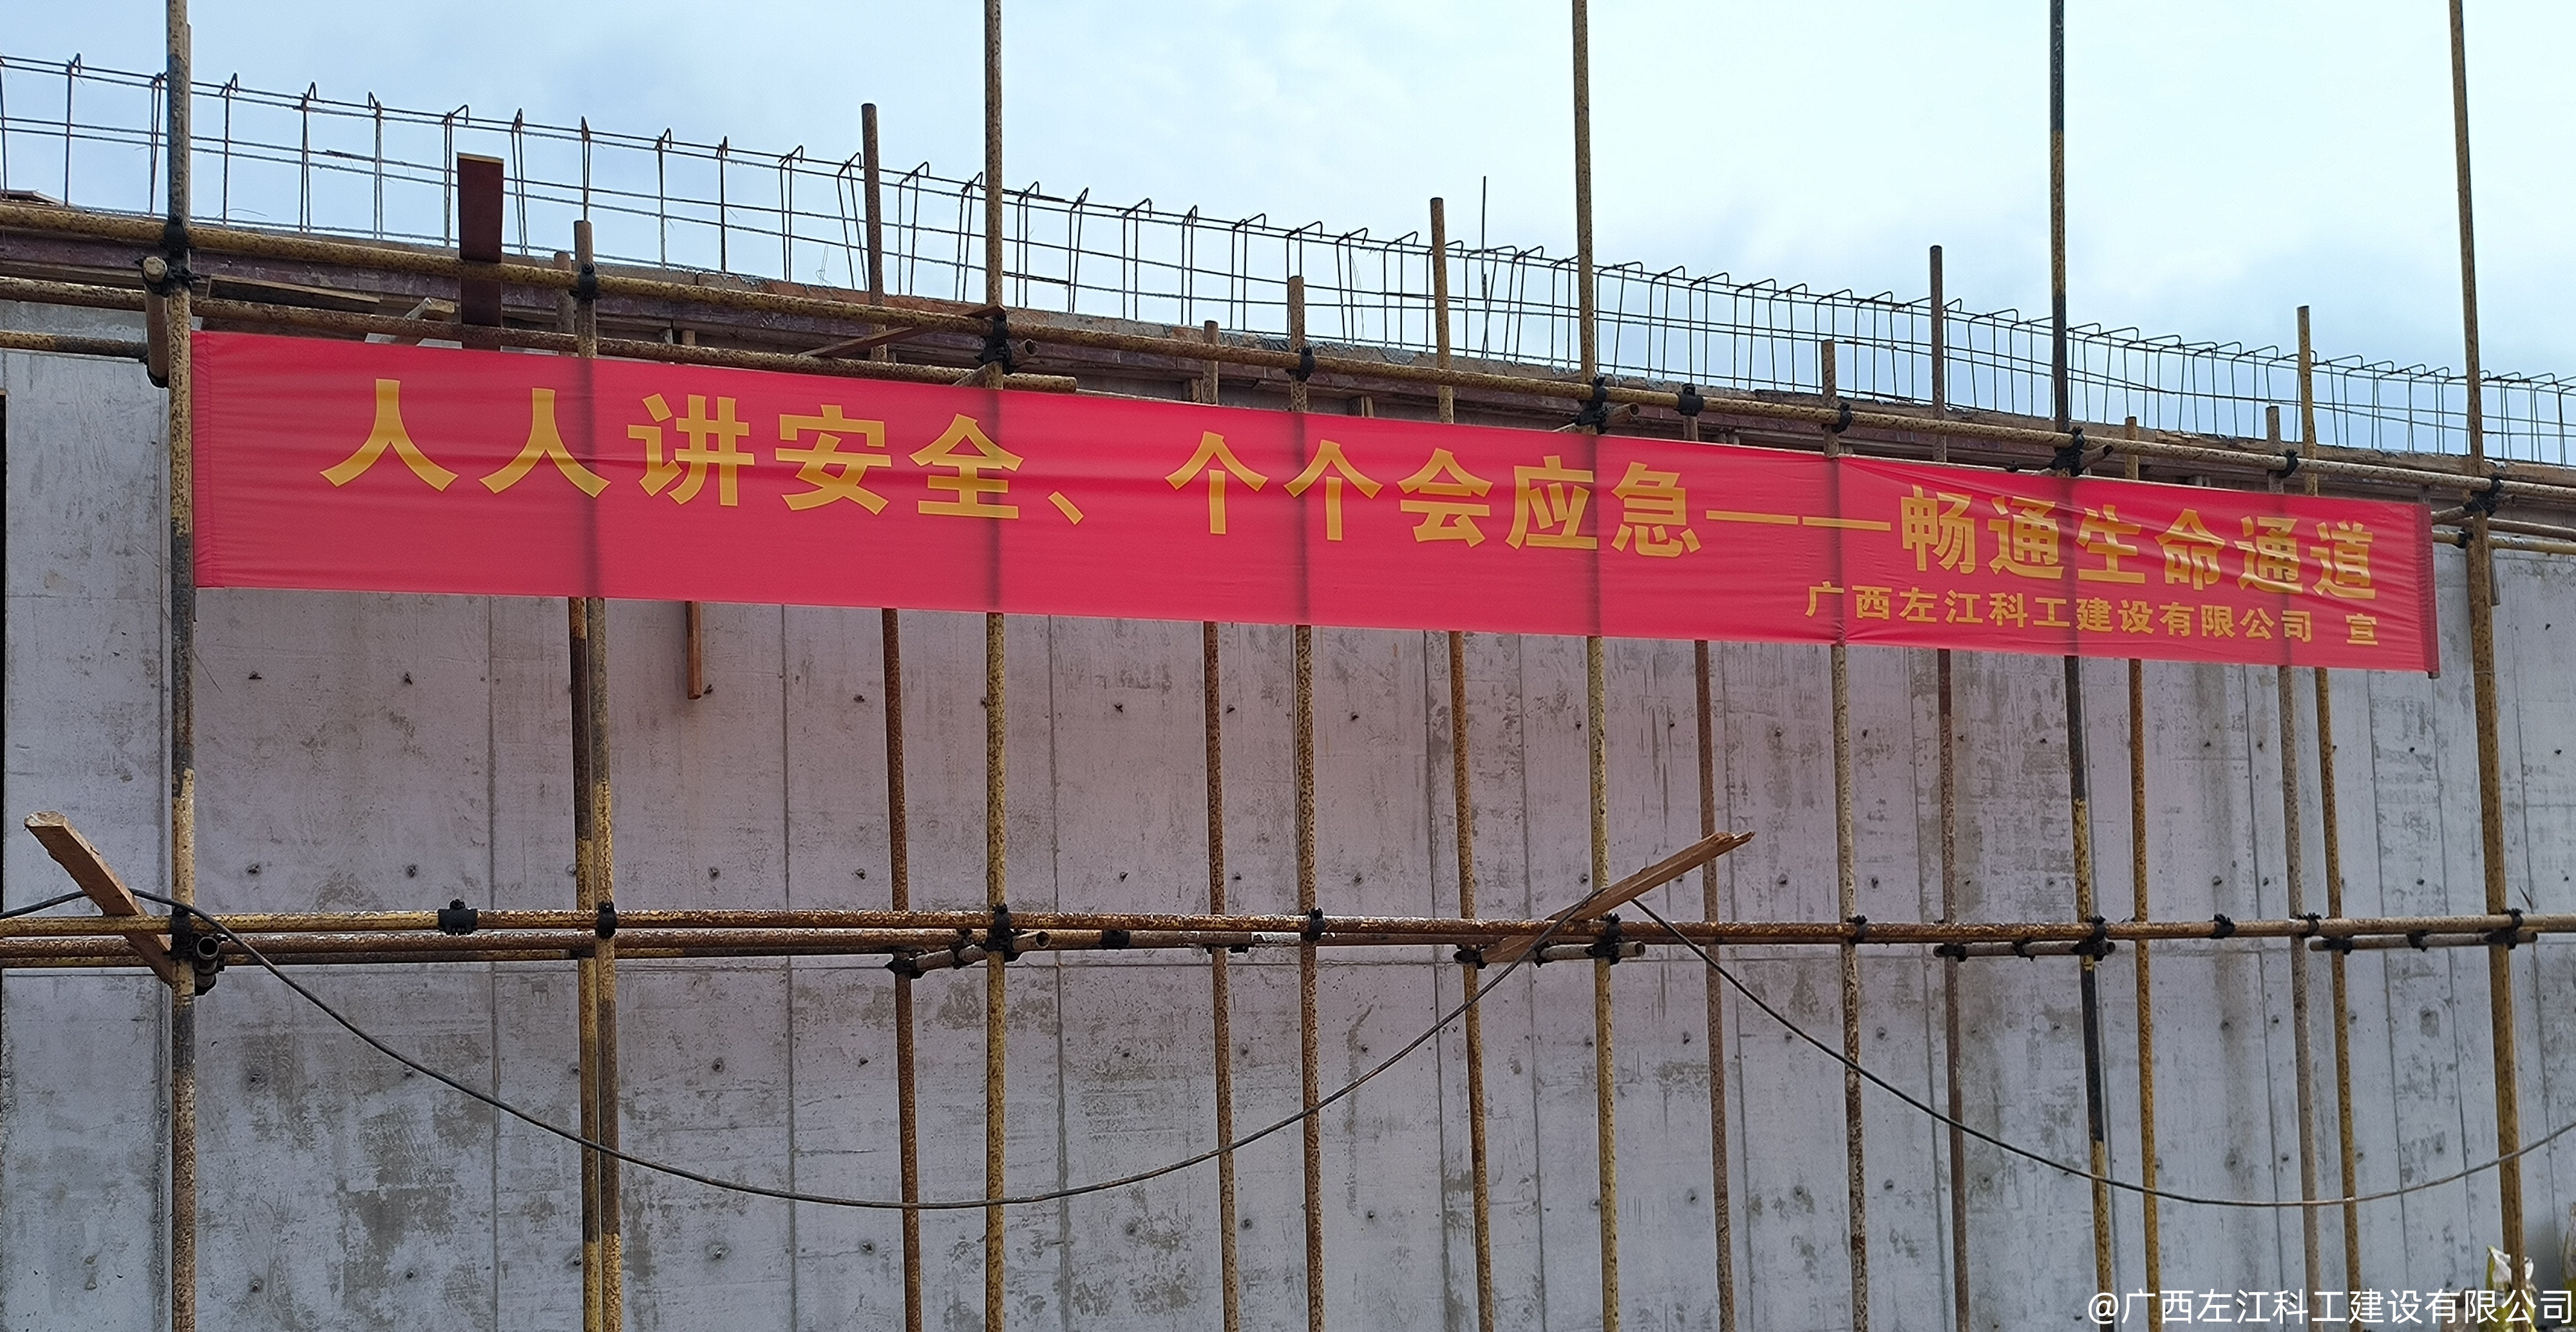 人人讲安全、个个会应急——畅通生命通道
广西左江科工建设有限公司 宣
@广西左江科工建设有限公司